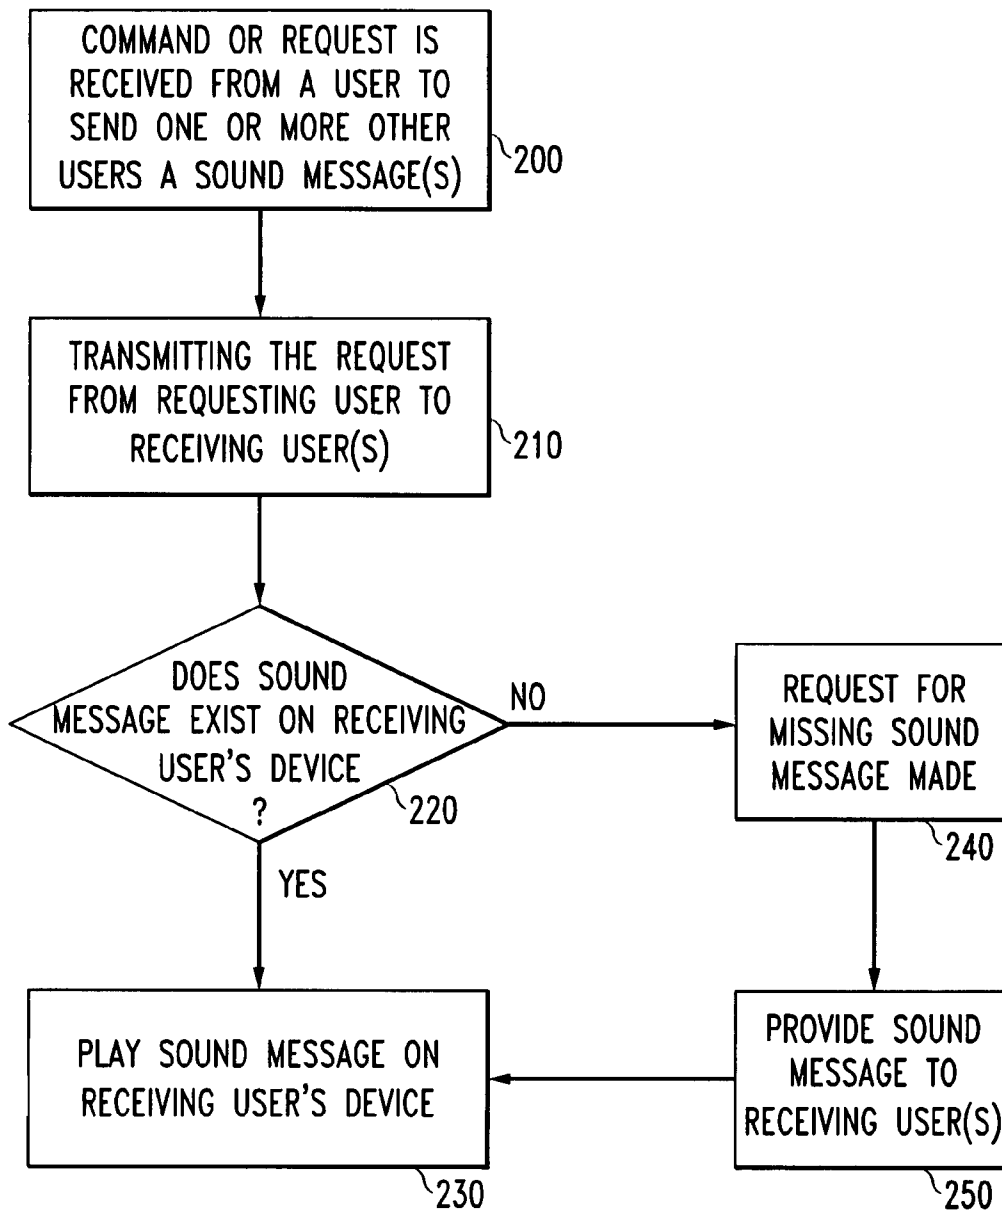 COMMAND OR REQUEST IS
RECEIVED FROM A USER TO
SEND ONE OR MORE OTHER
USERS A SOUND MESSAGE(S)
200
TRANSMITTING THE REQUEST
FROM REQUESTING USER TO
RECEIVING USER(S)
210
DOES SOUND
MESSAGE EXIST ON RECEIVING
USER'S DEVICE
?
220
NO
REQUEST FOR
MISSING SOUND
MESSAGE MADE
240
YES
PLAY SOUND MESSAGE ON
RECEIVING USER'S DEVICE
230
PROVIDE SOUND
MESSAGE TO
RECEIVING USER(S)
250